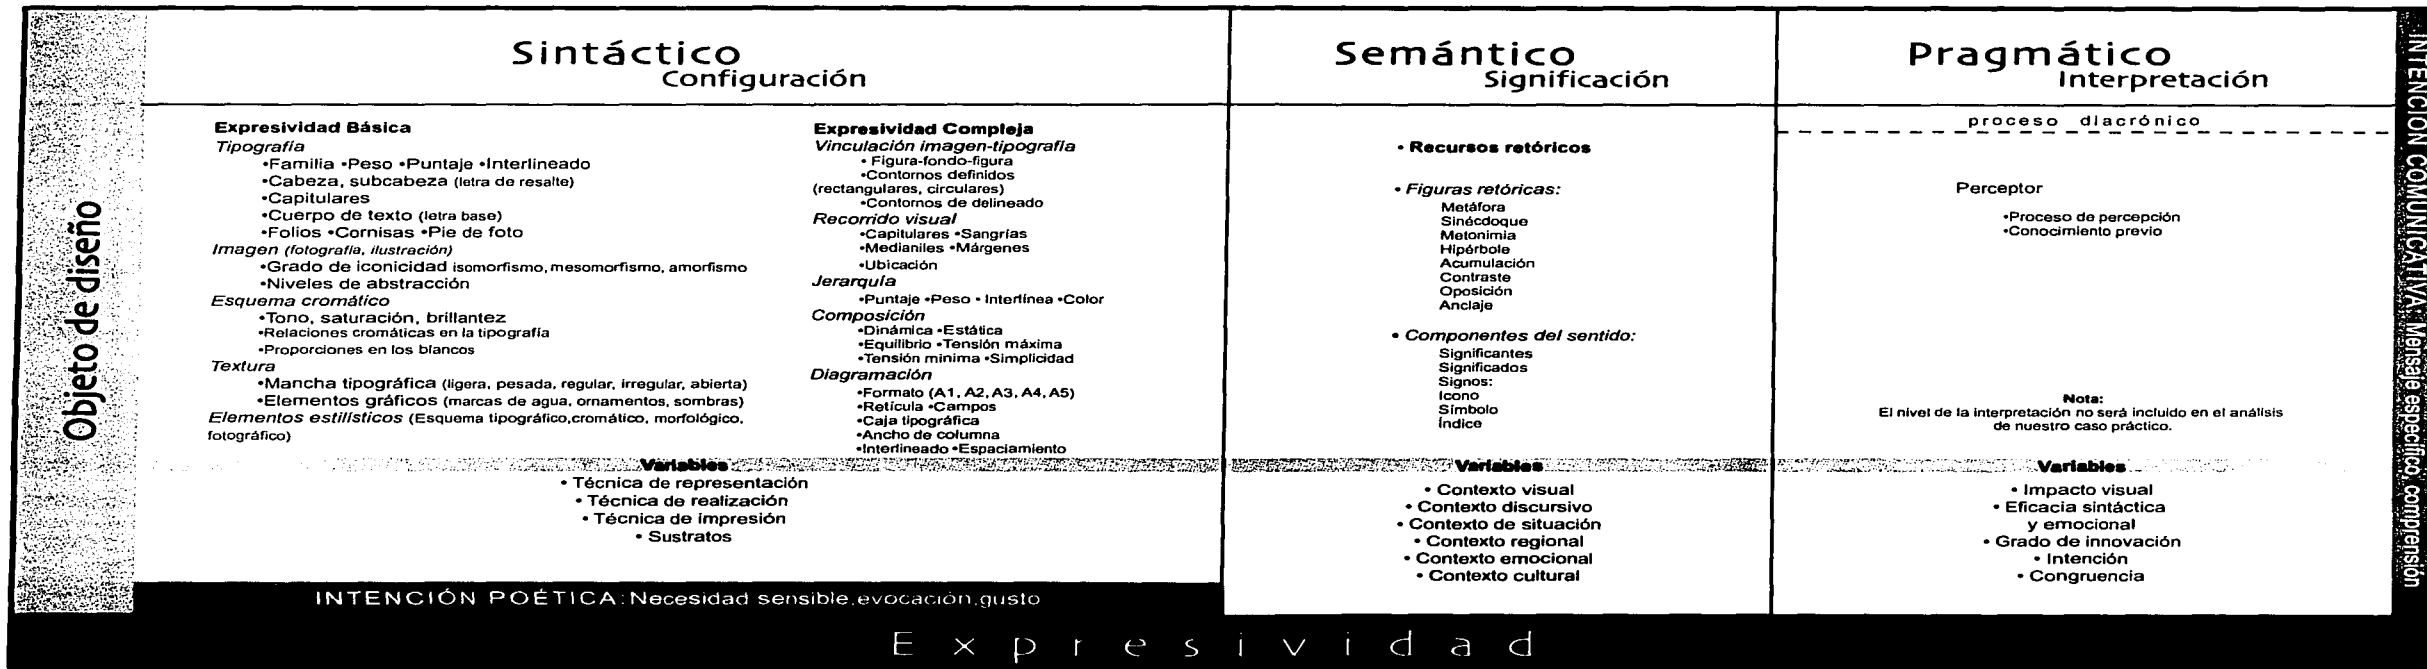 Objeto de diseño
Sintáctico
Configuración
Expresividad Básica
Tipografía
•Familia •Peso •Puntaje •Interlineado
•Cabeza, subcabeza (letra de resalte)
•Capitulares
•Cuerpo de texto (letra base)
•Folios •Cornisas •Pie de foto
Imagen (fotografía, ilustración)
•Grado de iconicidad isomorfismo, mesomorfismo, amorfismo
•Niveles de abstracción
Esquema cromático
•Tono, saturación, brillantez
•Relaciones cromáticas en la tipografía
•Proporciones en los blancos
Textura
•Mancha tipográfica (ligera, pesada, regular, irregular, abierta)
•Elementos gráficos (marcas de agua, ornamentos, sombras)
Elementos estilísticos (Esquema tipográfico,cromático, morfológico,
fotográfico)
Expresividad Compleja
Vinculación imagen-tipografía
• Figura-fondo-figura
•Contornos definidos
(rectangulares, circulares)
•Contornos de delineado
Recorrido visual
•Capitulares •Sangrías
•Medianiles •Márgenes
•Ubicación
Jerarquía
•Puntaje •Peso • Interlínea •Color
Composición
•Dinámica •Estática
•Equilibrio •Tensión máxima
•Tensión mínima •Simplicidad
Diagramación
•Formato (A1, A2, A3, A4, A5)
•Retícula •Campos
•Caja tipográfica
•Ancho de columna
•Interlineado •Espaciamiento
Variables
• Técnica de representación
• Técnica de realización
• Técnica de impresión
• Sustratos
Semántico
Significación
• Recursos retóricos
• Figuras retóricas:
Metáfora
Sinécdoque
Metonimia
Hipérbole
Acumulación
Contraste
Oposición
Anclaje
• Componentes del sentido:
Significantes
Significados
Signos:
Icono
Símbolo
Índice
Variables
• Contexto visual
• Contexto discursivo
• Contexto de situación
• Contexto regional
• Contexto emocional
• Contexto cultural
Pragmático
Interpretación
proceso diacrónico
Perceptor
•Proceso de percepción
•Conocimiento previo
Nota:
El nivel de la interpretación no será incluido en el análisis
de nuestro caso práctico.
Variables
• Impacto visual
• Eficacia sintáctica
y emocional
• Grado de innovación
• Intención
• Congruencia
INTENCIÓN COMUNICATIVA: Mensaje específico, comprensión
INTENCIÓN POÉTICA:Necesidad sensible,evocación,gusto
Expresividad